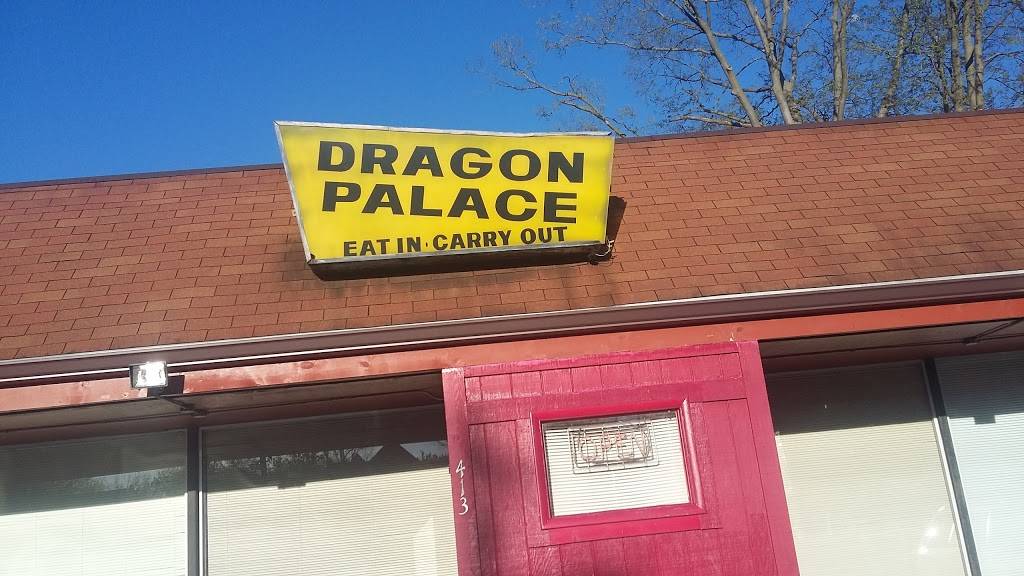 DRAGON
PALACE
EAT IN · CARRY OUT
OPEN
413